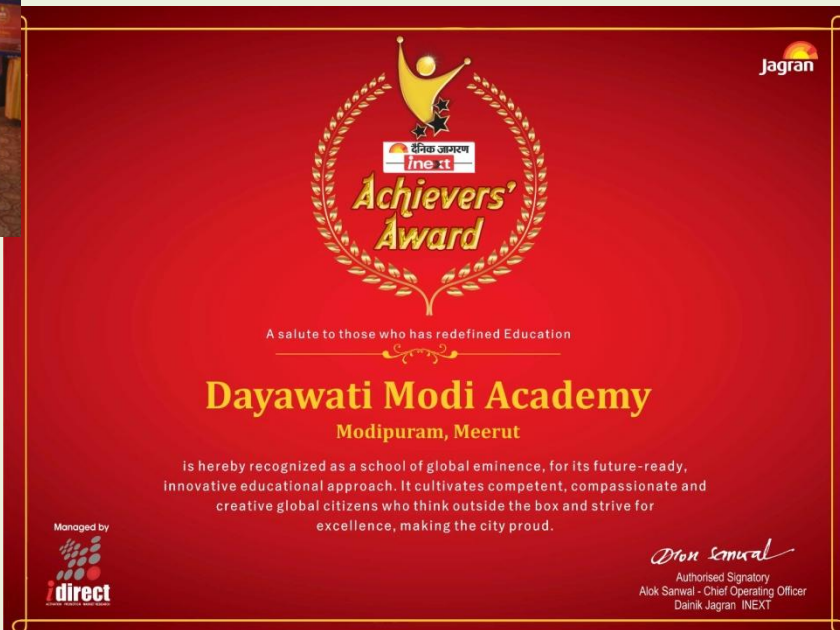 Jagran
दैनिक जागरण
inext
Achievers'
Award
A salute to those who has redefined Education
Dayawati Modi Academy
Modipuram, Meerut
is hereby recognized as a school of global eminence, for its future-ready,
innovative educational approach. It cultivates competent, compassionate and
creative global citizens who think outside the box and strive for
excellence, making the city proud.
Managed by
idirect
Authorised Signatory
Alok Sanwal - Chief Operating Officer
Dainik Jagran INEXT